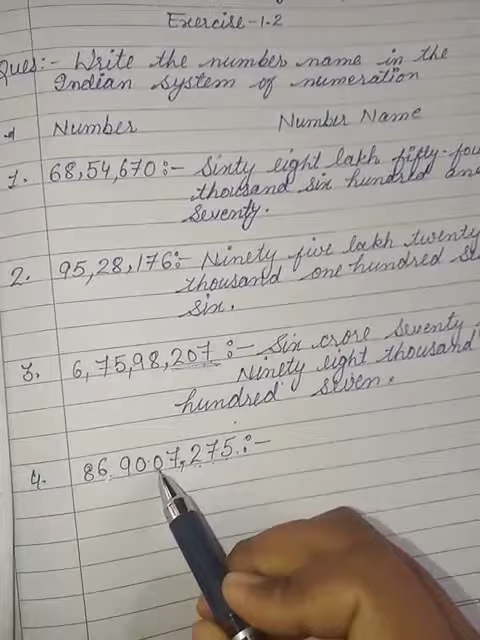 Exercise-1.2
Ques:- Write the number name in the
Indian System of numeration
Number Number Name
1. 68,54,670:- Sixty eight lakh fifty-fou
thousand six hundred and
seventy.
2. 95,28,176:- Ninety five lakh twenty
thousand one hundred se
six.
3. 6,75,98,207:- Six crore seventy
Ninety eight thousand
hundred seven.
4. 86,90,07,275:-